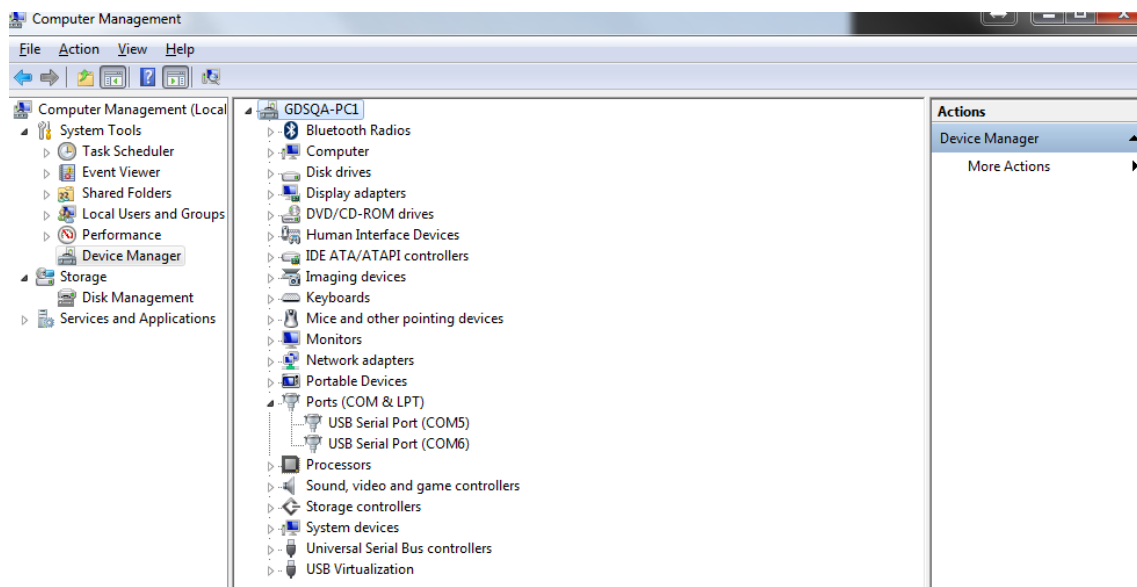 Computer Management
File Action View Help
Computer Management (Local
System Tools
Task Scheduler
Event Viewer
Shared Folders
Local Users and Groups
Performance
Device Manager
Storage
Disk Management
Services and Applications
GDSQA-PC1
Bluetooth Radios
Computer
Disk drives
Display adapters
DVD/CD-ROM drives
Human Interface Devices
IDE ATA/ATAPI controllers
Imaging devices
Keyboards
Mice and other pointing devices
Monitors
Network adapters
Portable Devices
Ports (COM & LPT)
USB Serial Port (COM5)
USB Serial Port (COM6)
Processors
Sound, video and game controllers
Storage controllers
System devices
Universal Serial Bus controllers
USB Virtualization
Actions
Device Manager
More Actions